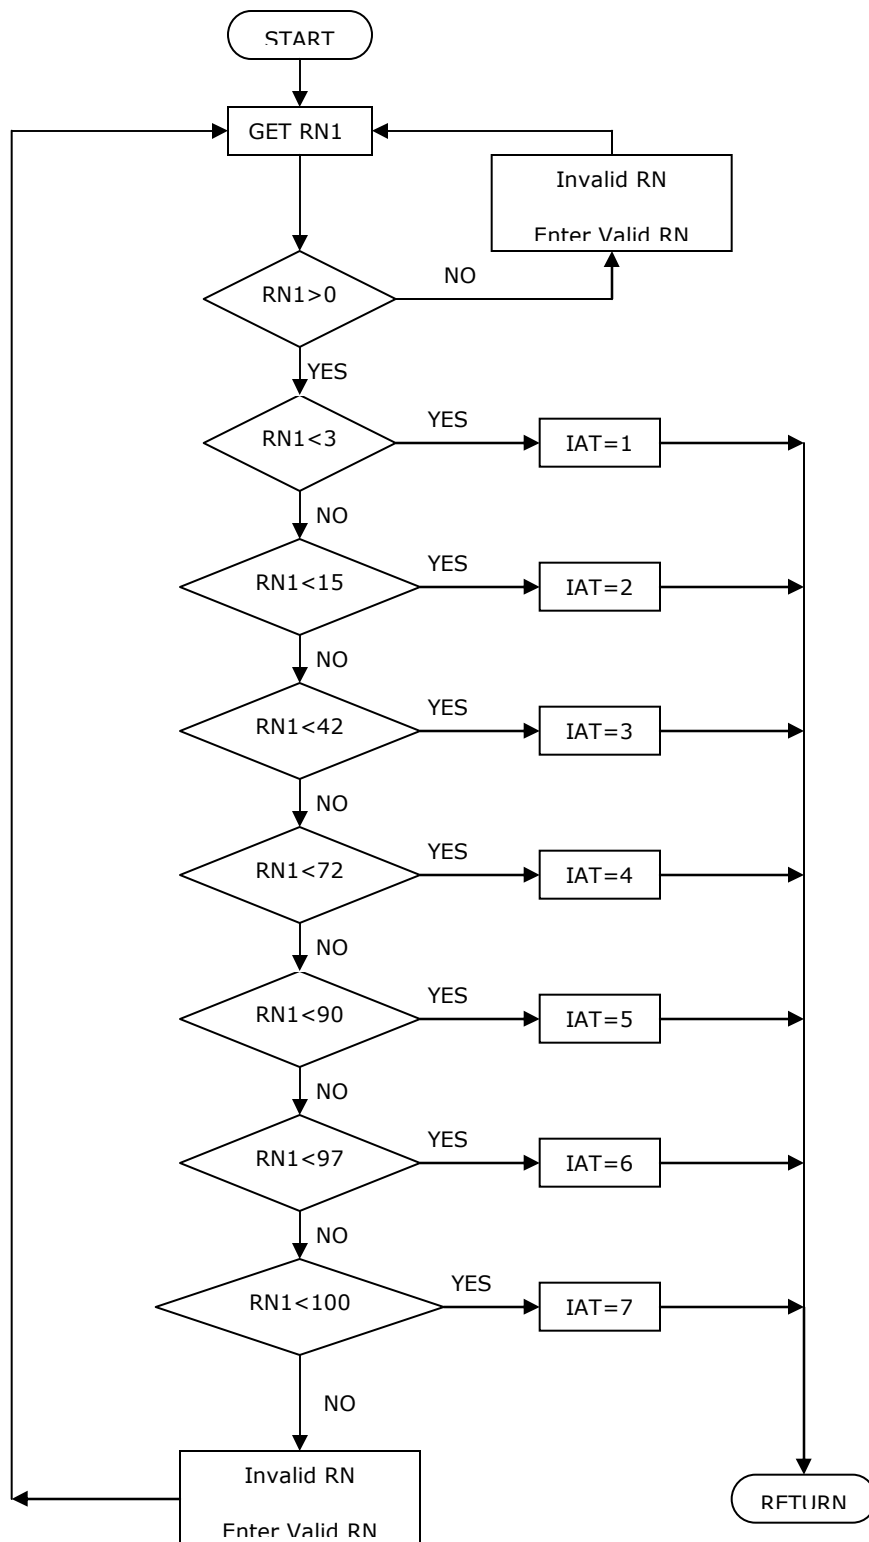 START
GET RN1
Invalid RN
Enter Valid RN
RN1>0
NO
YES
RN1<3
YES
IAT=1
NO
RN1<15
YES
IAT=2
NO
RN1<42
YES
IAT=3
NO
RN1<72
YES
IAT=4
NO
RN1<90
YES
IAT=5
NO
RN1<97
YES
IAT=6
NO
RN1<100
YES
IAT=7
NO
Invalid RN
Enter Valid RN
RETURN